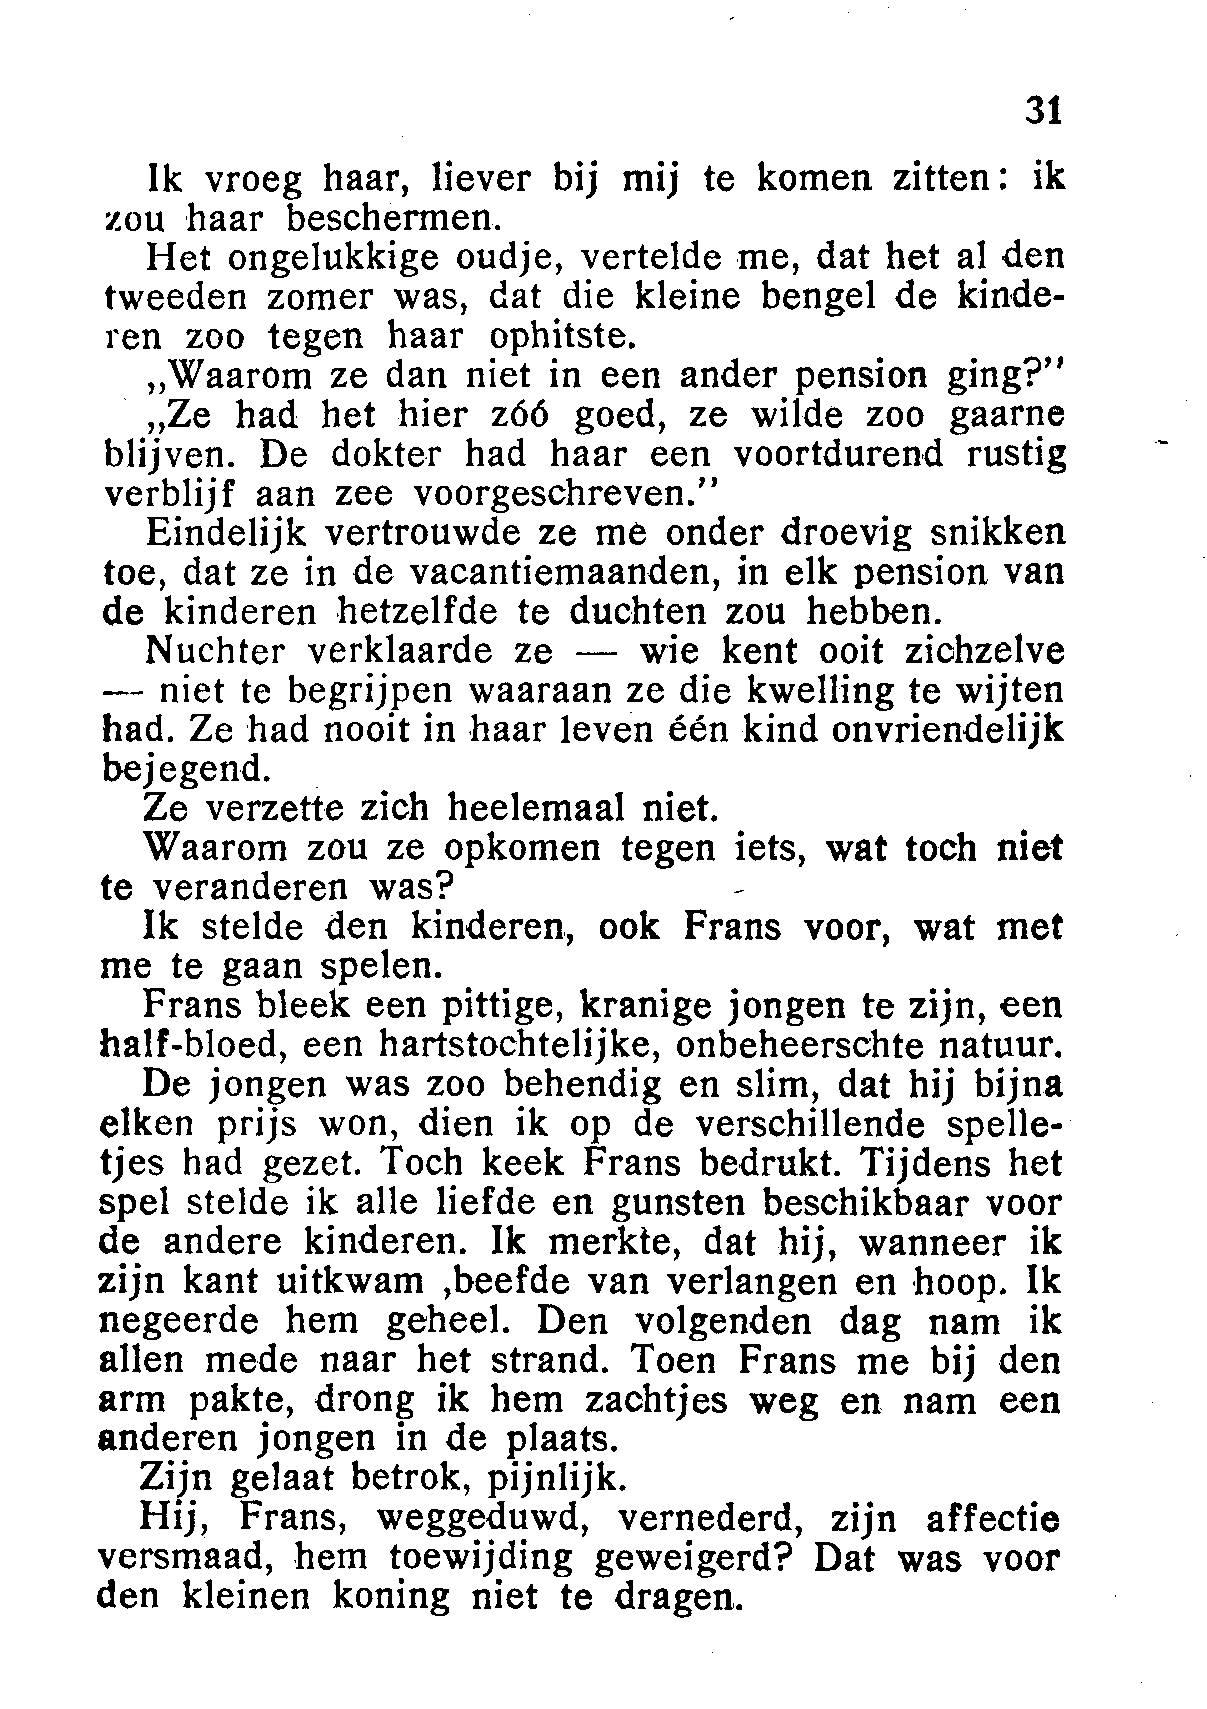 31
Ik vroeg haar, liever bij mij te komen zitten: ik
zou haar beschermen.
Het ongelukkige oudje, vertelde me, dat het al den
tweeden zomer was, dat die kleine bengel de kinde-
ren zoo tegen haar ophitste.
„Waarom ze dan niet in een ander pension ging?”
„Ze had het hier zóó goed, ze wilde zoo gaarne
blijven. De dokter had haar een voortdurend rustig
verblijf aan zee voorgeschreven.”
Eindelijk vertrouwde ze me onder droevig snikken
toe, dat ze in de vacantiemaanden, in elk pension van
de kinderen hetzelfde te duchten zou hebben.
Nuchter verklaarde ze — wie kent ooit zichzelve
— niet te begrijpen waaraan ze die kwelling te wijten
had. Ze had nooit in haar leven één kind onvriendelijk
bejegend.
Ze verzette zich heelemaal niet.
Waarom zou ze opkomen tegen iets, wat toch niet
te veranderen was?
Ik stelde den kinderen, ook Frans voor, wat met
me te gaan spelen.
Frans bleek een pittige, kranige jongen te zijn, een
half-bloed, een hartstochtelijke, onbeheerschte natuur.
De jongen was zoo behendig en slim, dat hij bijna
elken prijs won, dien ik op de verschillende spelle-
tjes had gezet. Toch keek Frans bedrukt. Tijdens het
spel stelde ik alle liefde en gunsten beschikbaar voor
de andere kinderen. Ik merkte, dat hij, wanneer ik
zijn kant uitkwam ,beefde van verlangen en hoop. Ik
negeerde hem geheel. Den volgenden dag nam ik
allen mede naar het strand. Toen Frans me bij den
arm pakte, drong ik hem zachtjes weg en nam een
anderen jongen in de plaats.
Zijn gelaat betrok, pijnlijk.
Hij, Frans, weggeduwd, vernederd, zijn affectie
versmaad, hem toewijding geweigerd? Dat was voor
den kleinen koning niet te dragen.